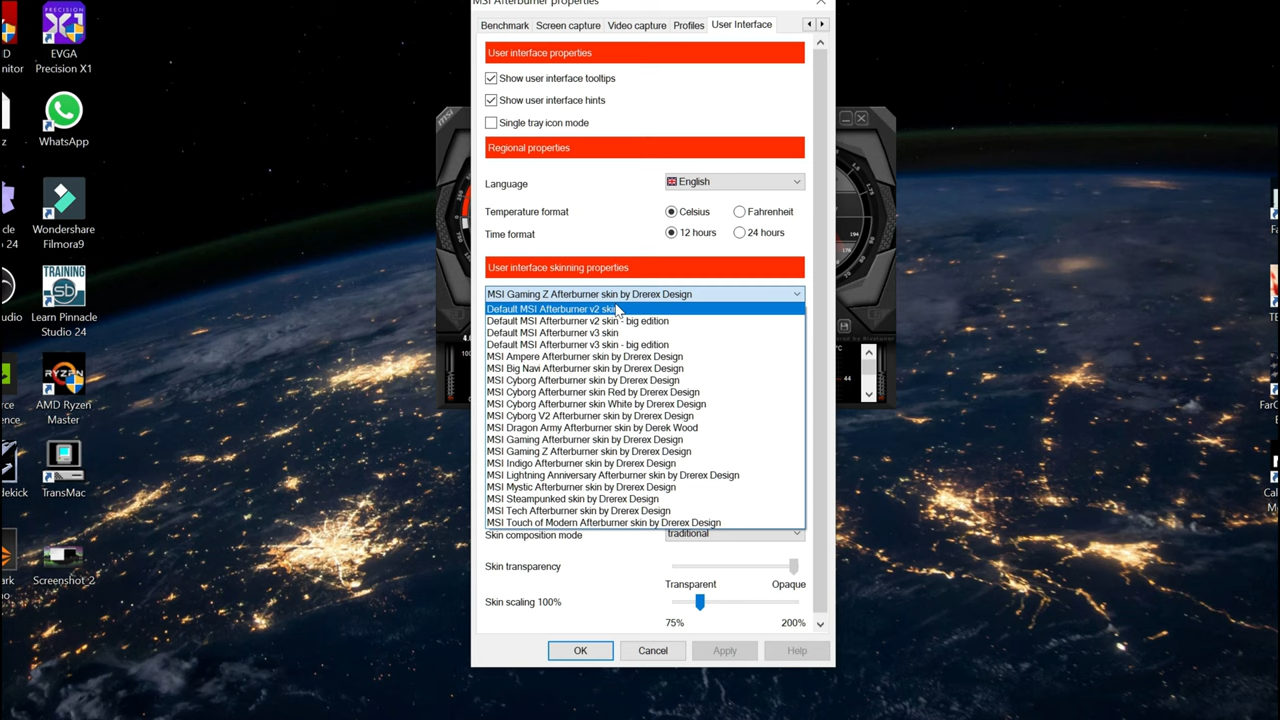 MSI Afterburner properties
Benchmark
Screen capture
Video capture
Profiles
User Interface
User interface properties
Show user interface tooltips
Show user interface hints
Single tray icon mode
Regional properties
Language
English
Temperature format
Celsius
Fahrenheit
Time format
12 hours
24 hours
User interface skinning properties
MSI Gaming Z Afterburner skin by Drerex Design
Default MSI Afterburner v2 skin
Default MSI Afterburner v2 skin - big edition
Default MSI Afterburner v3 skin
Default MSI Afterburner v3 skin - big edition
MSI Ampere Afterburner skin by Drerex Design
MSI Big Navi Afterburner skin by Drerex Design
MSI Cyborg Afterburner skin by Drerex Design
MSI Cyborg Afterburner skin Red by Drerex Design
MSI Cyborg Afterburner skin White by Drerex Design
MSI Cyborg V2 Afterburner skin by Drerex Design
MSI Dragon Army Afterburner skin by Derek Wood
MSI Gaming Afterburner skin by Drerex Design
MSI Gaming Z Afterburner skin by Drerex Design
MSI Indigo Afterburner skin by Drerex Design
MSI Lightning Anniversary Afterburner skin by Drerex Design
MSI Mystic Afterburner skin by Drerex Design
MSI Steampunked skin by Drerex Design
MSI Tech Afterburner skin by Drerex Design
MSI Touch of Modern Afterburner skin by Drerex Design
Skin composition mode
traditional
Skin transparency
Transparent
Opaque
Skin scaling 100%
75%
200%
OK
Cancel
Apply
Help
EVGA
Precision X1
WhatsApp
Wondershare
Filmora9
24
TRAINING
sb
Learn Pinnacle
Studio 24
RYZEN
AMD Ryzen
Master
TransMac
Screenshot-2
msi
44